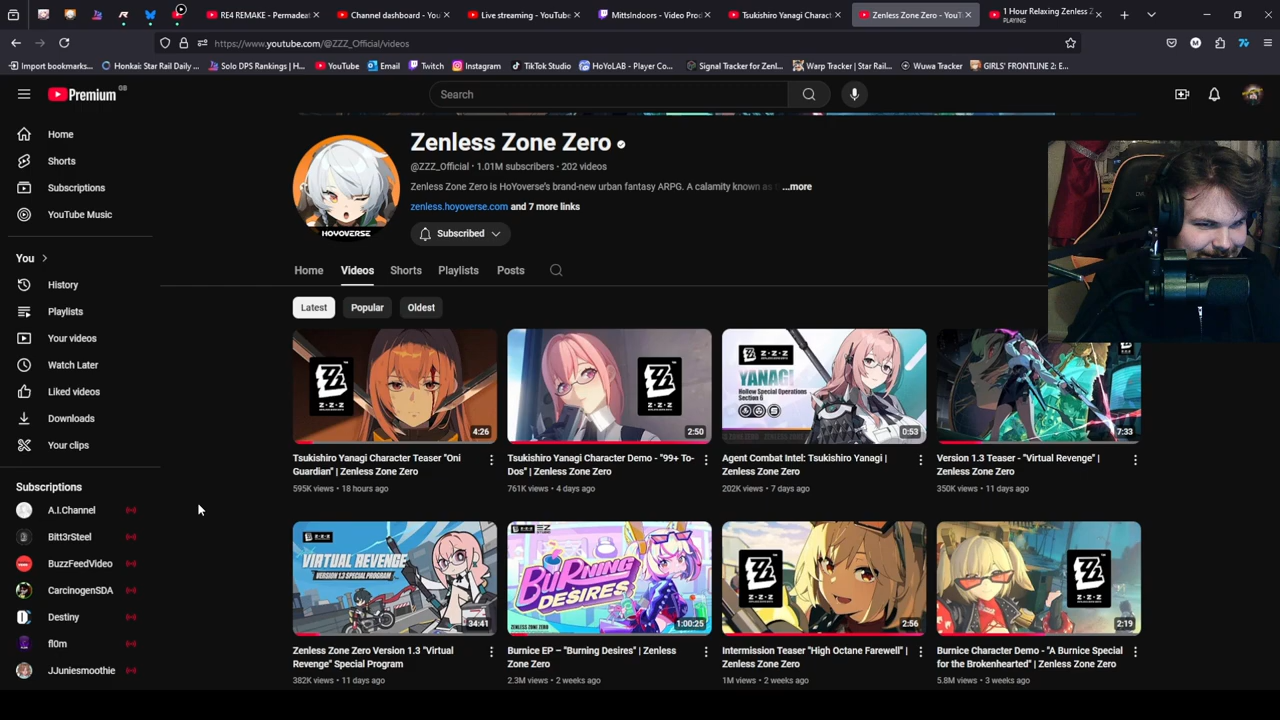 RE4 REMAKE - Permadeat
Channel dashboard - You
Live streaming - YouTube
MittsIndoors - Video Prod
Tsukishiro Yanagi Charact
Zenless Zone Zero - YouT
1 Hour Relaxing Zenless Z
PLAYING
https://www.youtube.com/@ZZZ_Official/videos
M
Import bookmarks...
Honkai: Star Rail Daily ...
Solo DPS Rankings | H...
YouTube
Email
Twitch
Instagram
TikTok Studio
HoYoLAB - Player Co...
Signal Tracker for Zenl...
Warp Tracker | Star Rail...
Wuwa Tracker
GIRLS' FRONTLINE 2: E...
Premium GB
Search
Home
Shorts
Subscriptions
YouTube Music
You
History
Playlists
Your videos
Watch Later
Liked videos
Downloads
Your clips
Subscriptions
A.I.Channel
Bitt3rSteel
BuzzFeedVideo
CarcinogenSDA
Destiny
fl0m
JJuniesmoothie
HOYOVERSE
Zenless Zone Zero
@ZZZ_Official · 1.01M subscribers · 202 videos
Zenless Zone Zero is HoYoverse's brand-new urban fantasy ARPG. A calamity known as ...more
zenless.hoyoverse.com and 7 more links
Subscribed
Home
Videos
Shorts
Playlists
Posts
Latest
Popular
Oldest
Z·Z·Z
4:26
Z·Z·Z
2:50
Z·Z·Z
YANAGI
Hollow Special Operations
Section 6
0:53
Z·Z·Z
7:33
Tsukishiro Yanagi Character Teaser "Oni
Guardian" | Zenless Zone Zero
595K views · 18 hours ago
Tsukishiro Yanagi Character Demo - "99+ To-
Dos" | Zenless Zone Zero
761K views · 4 days ago
Agent Combat Intel: Tsukishiro Yanagi |
Zenless Zone Zero
202K views · 7 days ago
Version 1.3 Teaser - "Virtual Revenge" |
Zenless Zone Zero
350K views · 11 days ago
Z·Z·Z
VIRTUAL REVENGE
VERSION 1.3 SPECIAL PROGRAM
34:41
BURNING
DESIRES
ZENLESS ZONE ZERO
1:00:25
Z·Z·Z
2:56
Z·Z·Z
2:19
Zenless Zone Zero Version 1.3 "Virtual
Revenge" Special Program
382K views · 11 days ago
Burnice EP – "Burning Desires" | Zenless
Zone Zero
2.3M views · 2 weeks ago
Intermission Teaser "High Octane Farewell" |
Zenless Zone Zero
1M views · 2 weeks ago
Burnice Character Demo - "A Burnice Special
for the Brokenhearted" | Zenless Zone Zero
5.8M views · 3 weeks ago